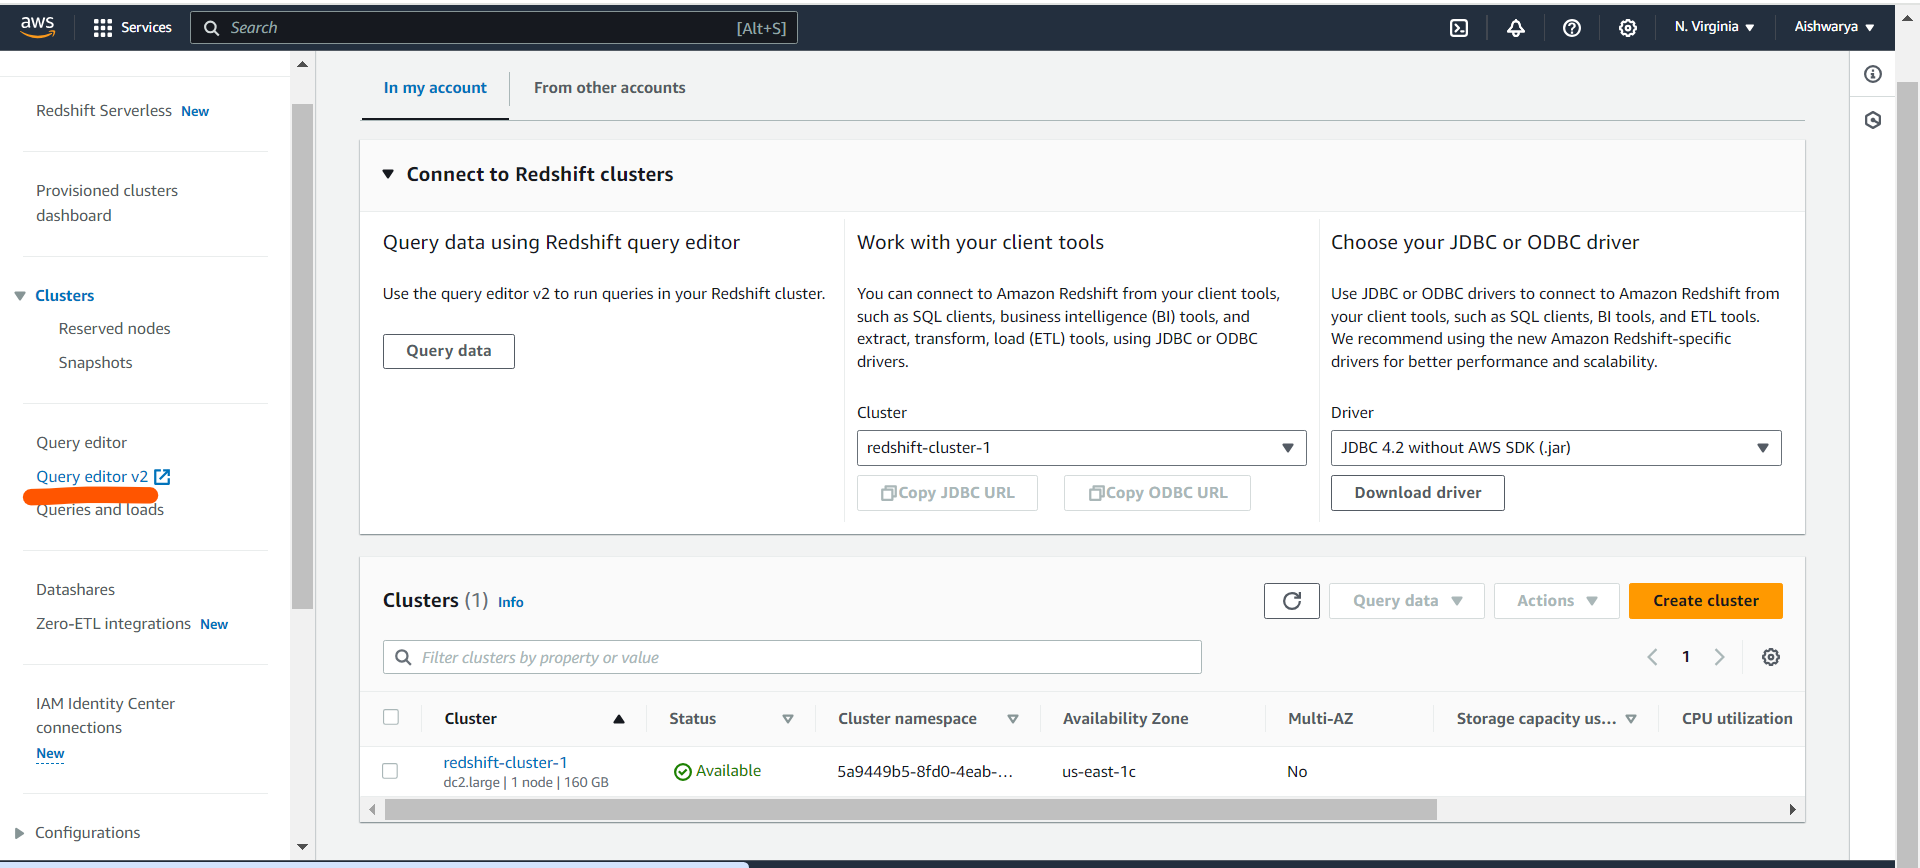 aws
Services
Search
[Alt+S]
N. Virginia
Aishwarya
Redshift Serverless New
Provisioned clusters
dashboard
Clusters
Reserved nodes
Snapshots
Query editor
Query editor v2
Queries and loads
Datashares
Zero-ETL integrations New
IAM Identity Center
connections
New
Configurations
In my account
From other accounts
Connect to Redshift clusters
Query data using Redshift query editor
Use the query editor v2 to run queries in your Redshift cluster.
Query data
Work with your client tools
You can connect to Amazon Redshift from your client tools,
such as SQL clients, business intelligence (BI) tools, and
extract, transform, load (ETL) tools, using JDBC or ODBC
drivers.
Cluster
redshift-cluster-1
Copy JDBC URL
Copy ODBC URL
Choose your JDBC or ODBC driver
Use JDBC or ODBC drivers to connect to Amazon Redshift from
your client tools, such as SQL clients, BI tools, and ETL tools.
We recommend using the new Amazon Redshift-specific
drivers for better performance and scalability.
Driver
JDBC 4.2 without AWS SDK (.jar)
Download driver
Clusters (1) Info
Query data
Actions
Create cluster
Filter clusters by property or value
1
Cluster
Status
Cluster namespace
Availability Zone
Multi-AZ
Storage capacity us...
CPU utilization
redshift-cluster-1
dc2.large | 1 node | 160 GB
Available
5a9449b5-8fd0-4eab-...
us-east-1c
No